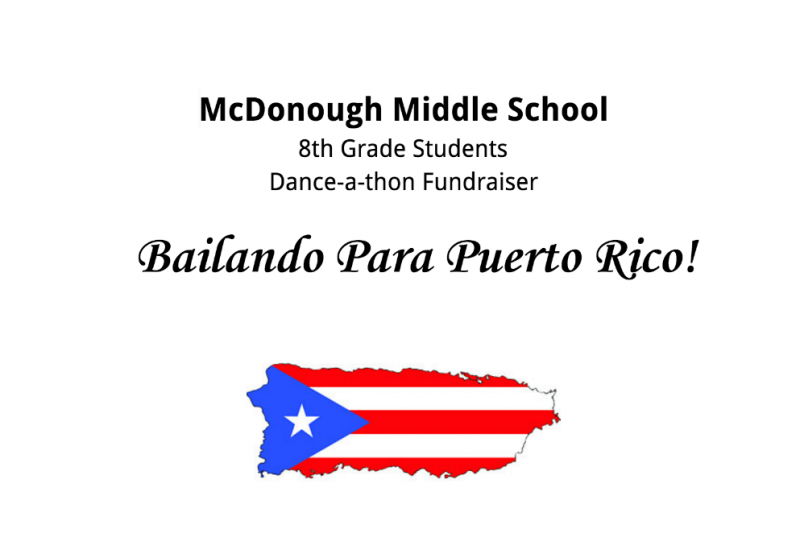 McDonough Middle School
8th Grade Students
Dance-a-thon Fundraiser
Bailando Para Puerto Rico!